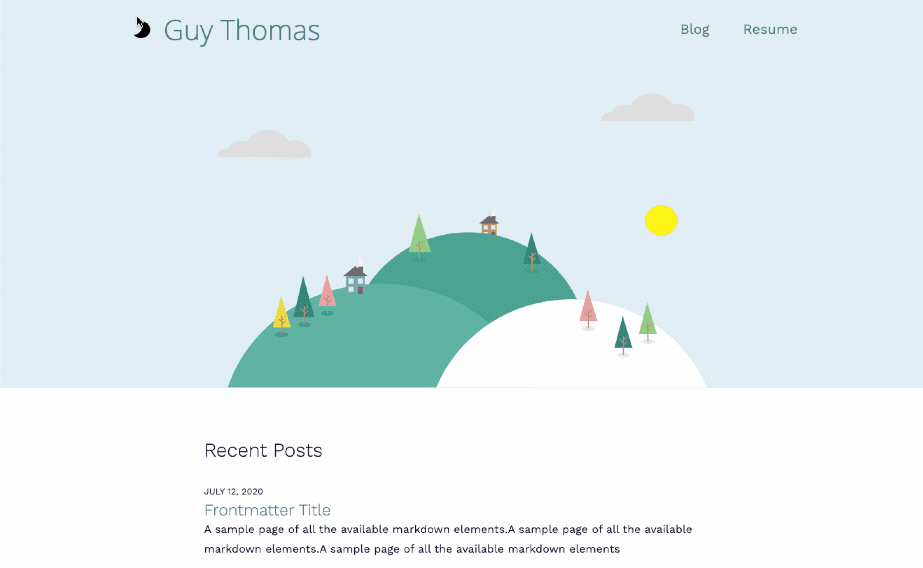 Guy Thomas
Blog Resume
Recent Posts
JULY 12, 2020
Frontmatter Title
A sample page of all the available markdown elements.A sample page of all the available
markdown elements.A sample page of all the available markdown elements